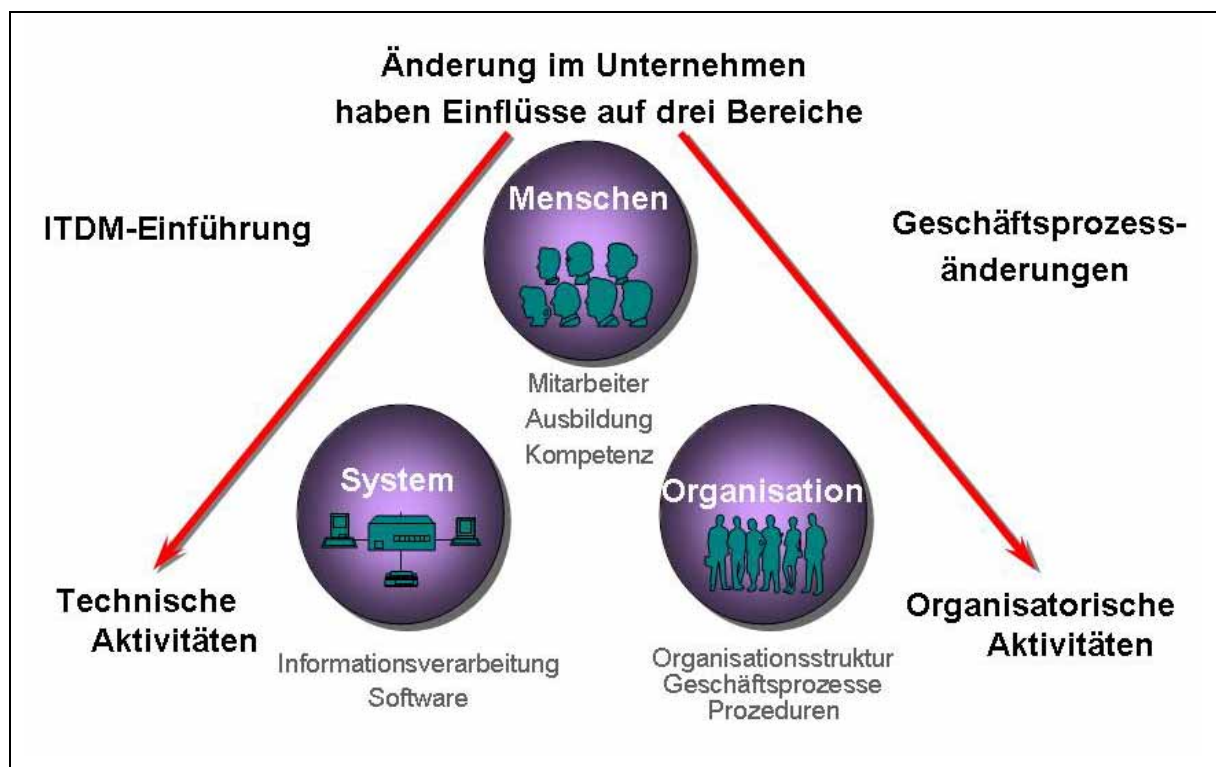 Änderung im Unternehmen
haben Einflüsse auf drei Bereiche
Menschen
ITDM-Einführung
Geschäftsprozess-
änderungen
Mitarbeiter
Ausbildung
Kompetenz
System
Organisation
Technische
Aktivitäten
Organisatorische
Aktivitäten
Informationsverarbeitung
Software
Organisationsstruktur
Geschäftsprozesse
Prozeduren